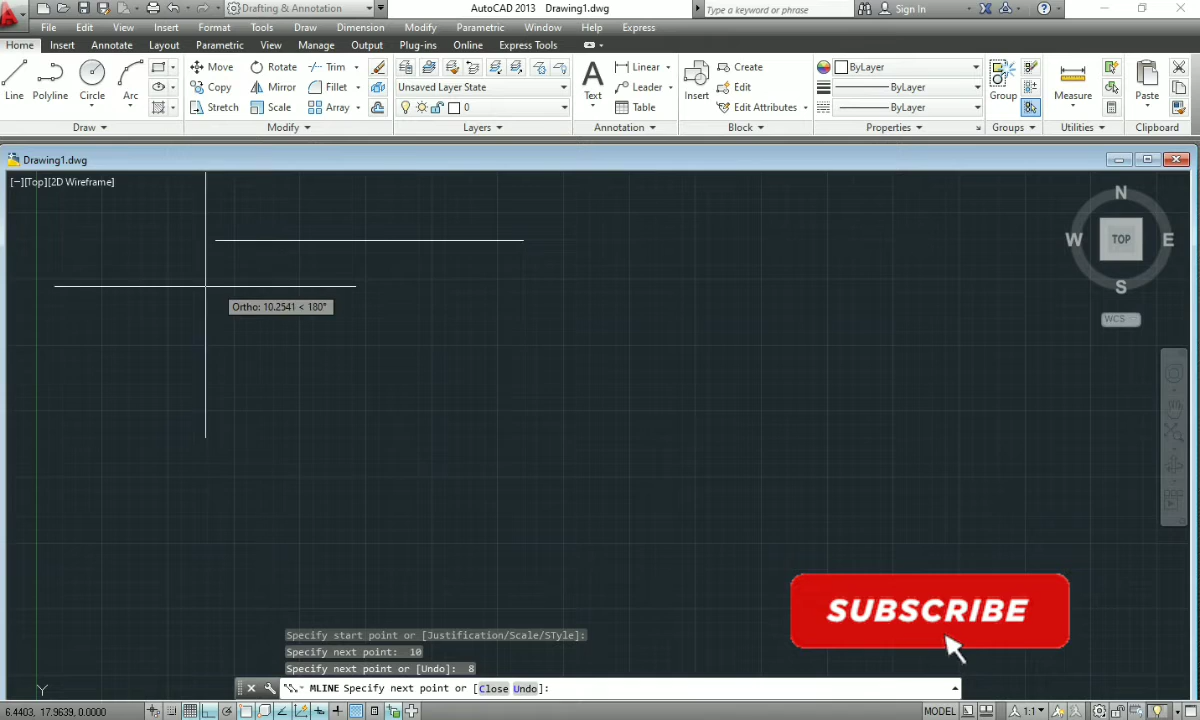 Drafting & Annotation
AutoCAD 2013 Drawing1.dwg
Type a keyword or phrase
Sign In
File Edit View Insert Format Tools Draw Dimension Modify Parametric Window Help Express
Home Insert Annotate Layout Parametric View Manage Output Plug-ins Online Express Tools
Move Rotate Trim Unsaved Layer State Linear Create ByLayer
Line Polyline Circle Arc Copy Mirror Fillet Text Leader Insert Edit ByLayer Group Measure Paste
Stretch Scale Array 0 Table Edit Attributes ByLayer
Draw Modify Layers Annotation Block Properties Groups Utilities Clipboard
Drawing1.dwg
[−][Top][2D Wireframe]
N
W TOP E
S
WCS
Ortho: 10.2541 < 180°
SUBSCRIBE
Specify start point or [Justification/Scale/STyle]:
Specify next point: 10
Specify next point or [Undo]: 8
MLINE Specify next point or [Close Undo]:
Y
6.4403, 17.9639, 0.0000
MODEL 1:1